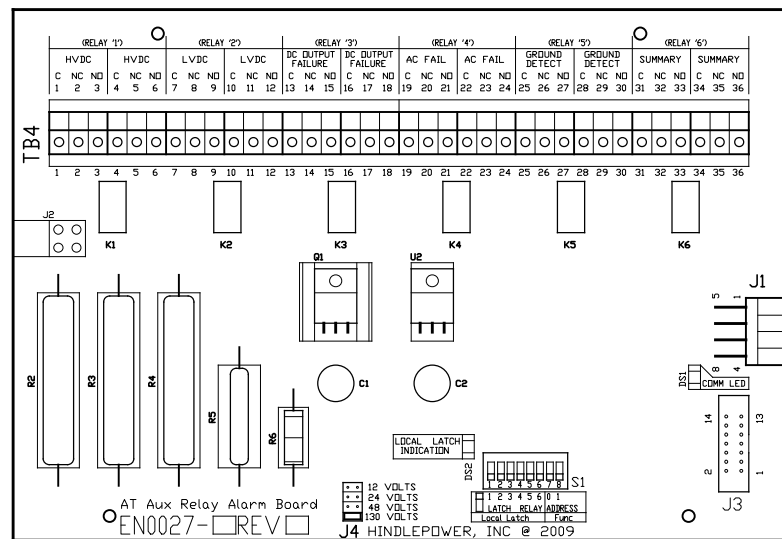 (RELAY '1') (RELAY '2') (RELAY '3') (RELAY '4') (RELAY '5') (RELAY '6')
HVDC HVDC LVDC LVDC DC OUTPUT FAILURE DC OUTPUT FAILURE AC FAIL AC FAIL GROUND DETECT GROUND DETECT SUMMARY SUMMARY
C NC NO C NC NO C NC NO C NC NO C NC NO C NC NO C NC NO C NC NO C NC NO C NC NO C NC NO C NC NO
1 2 3 4 5 6 7 8 9 10 11 12 13 14 15 16 17 18 19 20 21 22 23 24 25 26 27 28 29 30 31 32 33 34 35 36
TB4
1 2 3 4 5 6 7 8 9 10 11 12 13 14 15 16 17 18 19 20 21 22 23 24 25 26 27 28 29 30 31 32 33 34 35 36
J2
K1 K2 K3 K4 K5 K6
Q1 U2
J1
5 1
8 4
R2 R3 R4 R5 R6
C1 C2
DS1
COMM LED
14 13
2 1
J3
LOCAL LATCH
INDICATION
DS2
S1
1 2 3 4 5 6 7 8
1 2 3 4 5 6 0 1
LATCH RELAY ADDRESS
Local Latch Func
12 VOLTS
24 VOLTS
48 VOLTS
130 VOLTS
AT Aux Relay Alarm Board
EN0027- REV
J4 HINDLEPOWER, INC @ 2009